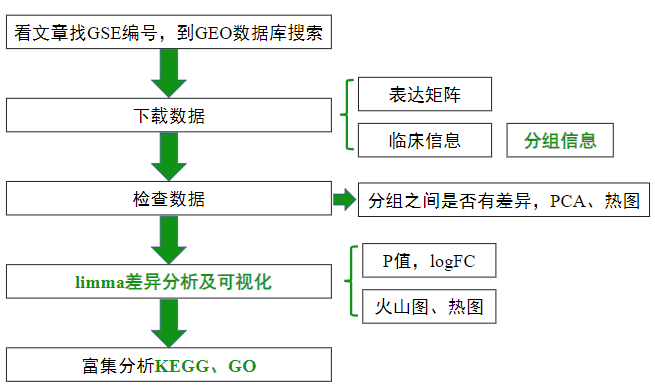 看文章找GSE编号，到GEO数据库搜索
下载数据
表达矩阵
临床信息
分组信息
检查数据
分组之间是否有差异，PCA、热图
limma差异分析及可视化
P值，logFC
火山图、热图
富集分析KEGG、GO